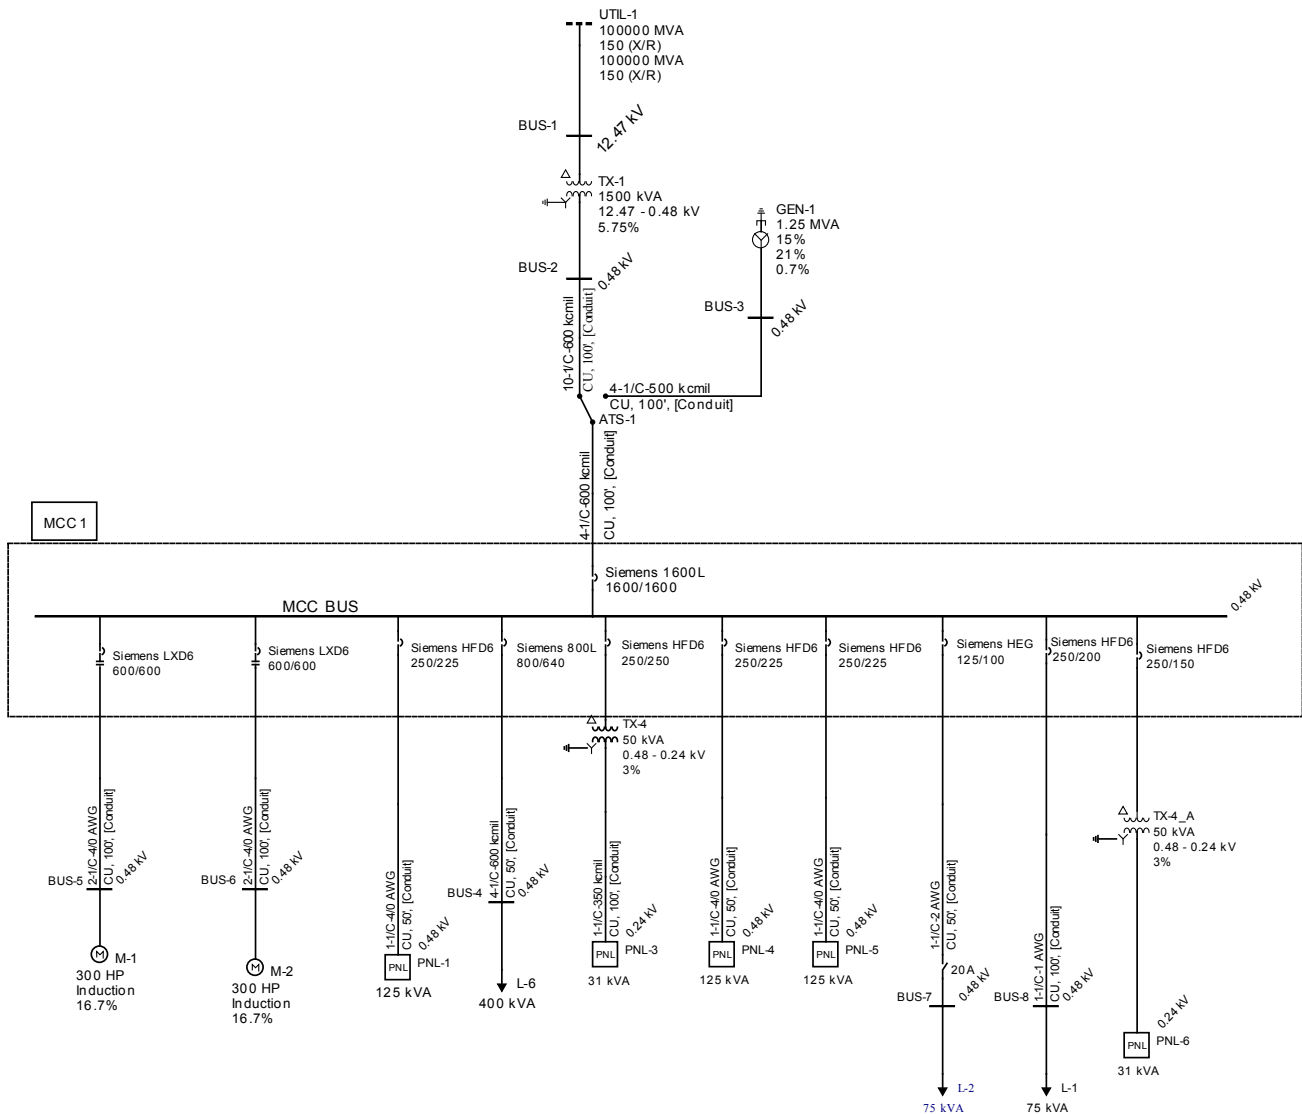 UTIL-1
100000 MVA
150 (X/R)
100000 MVA
150 (X/R)
BUS-1
12.47 kV
TX-1
1500 kVA
12.47 - 0.48 kV
5.75%
GEN-1
1.25 MVA
15%
21%
0.7%
BUS-2
0.48 kV
BUS-3
0.48 kV
10-1/C-600 kcmil
CU, 100', [Conduit]
4-1/C-500 kcmil
CU, 100', [Conduit]
ATS-1
4-1/C-600 kcmil
CU, 100', [Conduit]
MCC 1
Siemens 1600L
1600/1600
MCC BUS
0.48 kV
Siemens LXD6
600/600
Siemens LXD6
600/600
Siemens HFD6
250/225
Siemens 800L
800/640
Siemens HFD6
250/250
Siemens HFD6
250/225
Siemens HFD6
250/225
Siemens HEG
125/100
Siemens HFD6
250/200
Siemens HFD6
250/150
TX-4
50 kVA
0.48 - 0.24 kV
3%
TX-4_A
50 kVA
0.48 - 0.24 kV
3%
2-1/C-4/0 AWG
CU, 100', [Conduit]
BUS-5
0.48 kV
M
M-1
300 HP
Induction
16.7%
2-1/C-4/0 AWG
CU, 100', [Conduit]
BUS-6
0.48 kV
M
M-2
300 HP
Induction
16.7%
1-1/C-4/0 AWG
CU, 50', [Conduit]
0.48 kV
PNL
PNL-1
125 kVA
4-1/C-600 kcmil
CU, 50', [Conduit]
BUS-4
0.48 kV
L-6
400 kVA
1-1/C-350 kcmil
CU, 100', [Conduit]
0.24 kV
PNL
PNL-3
31 kVA
1-1/C-4/0 AWG
CU, 50', [Conduit]
0.48 kV
PNL
PNL-4
125 kVA
1-1/C-4/0 AWG
CU, 50', [Conduit]
0.48 kV
PNL
PNL-5
125 kVA
1-1/C-2 AWG
CU, 50', [Conduit]
20A
BUS-7
0.48 kV
L-2
75 kVA
1-1/C-1 AWG
CU, 100', [Conduit]
BUS-8
0.48 kV
L-1
75 kVA
0.24 kV
PNL
PNL-6
31 kVA